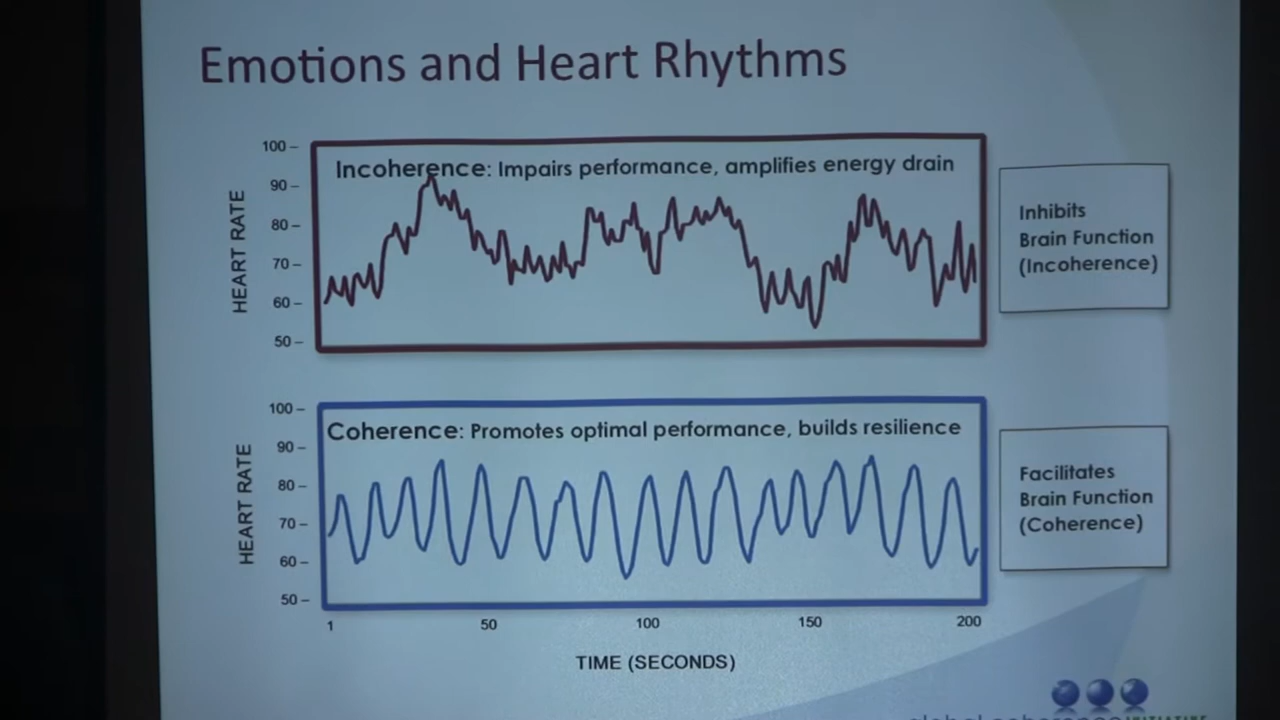 Emotions and Heart Rhythms
100 –
90 –
80 –
70 –
60 –
50 –
HEART RATE
Incoherence: Impairs performance, amplifies energy drain
Inhibits
Brain Function
(Incoherence)
100 –
90 –
80 –
70 –
60 –
50 –
HEART RATE
Coherence: Promotes optimal performance, builds resilience
Facilitates
Brain Function
(Coherence)
1 50 100 150 200
TIME (SECONDS)